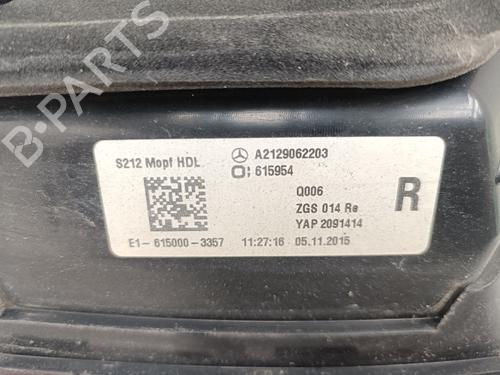 S212 Mopf HDL A2129062203
615954
Q006
ZGS 014 Re
YAP 2091414
R
E1- 615000-3357 11:27:16 05.11.2015
B-PARTS